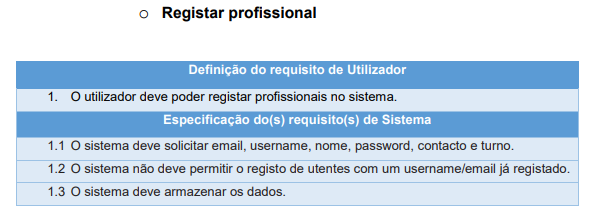 o Registar profissional
Definição do requisito de Utilizador
1. O utilizador deve poder registar profissionais no sistema.
Especificação do(s) requisito(s) de Sistema
1.1 O sistema deve solicitar email, username, nome, password, contacto e turno.
1.2 O sistema não deve permitir o registo de utentes com um username/email já registado.
1.3 O sistema deve armazenar os dados.